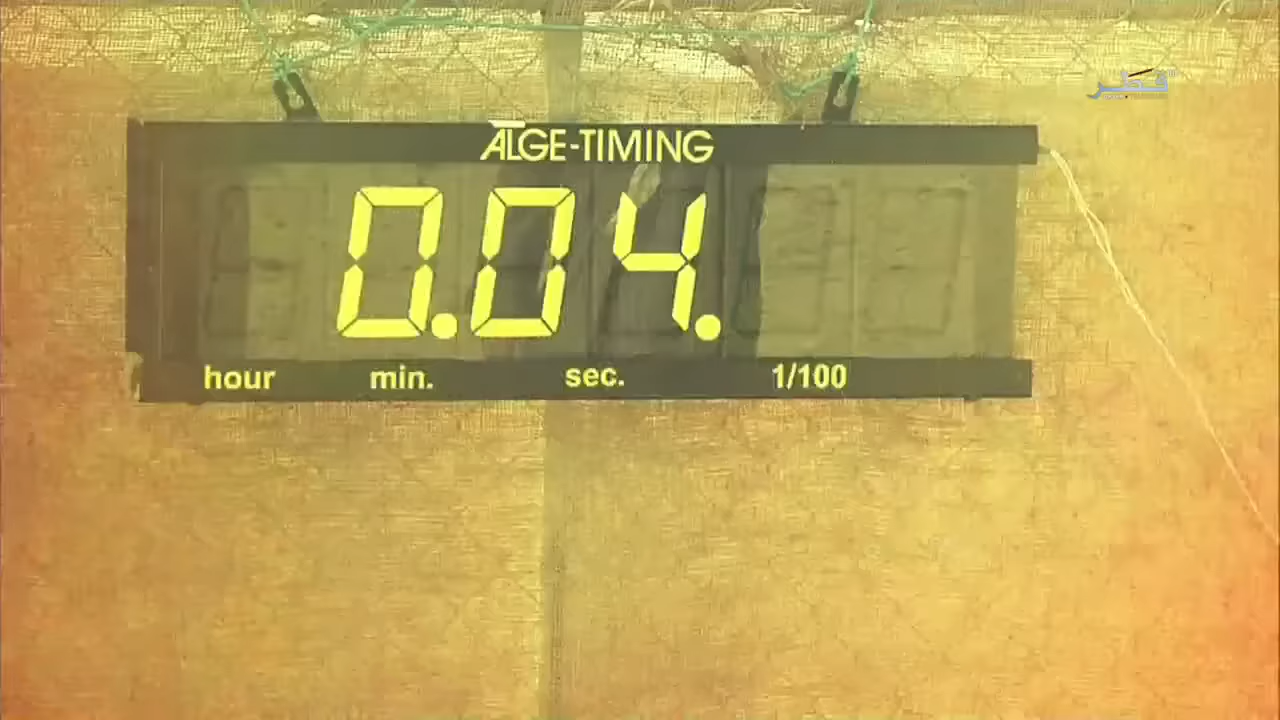 ALGE-TIMING
0.04.
hour min. sec. 1/100
قطر